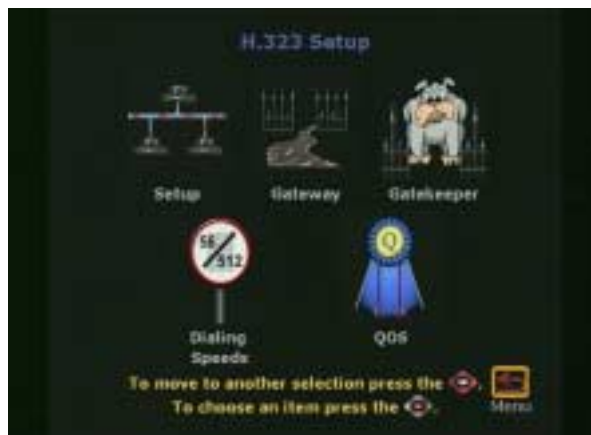 H.323 Setup
Setup
Gateway
Gatekeeper
56/512
Q
Dialing
Speeds
QOS
To move to another selection press the
To choose an item press the
Menu